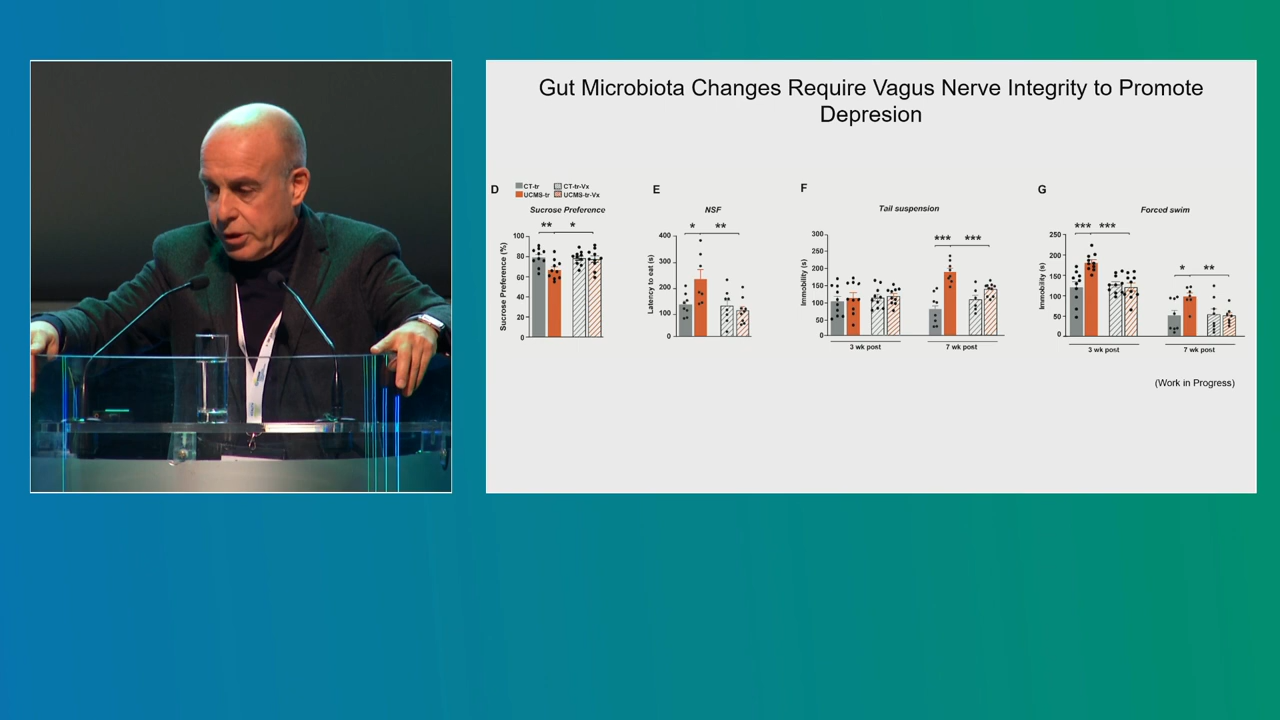 Gut Microbiota Changes Require Vagus Nerve Integrity to Promote
Depresion
D
CT-tr
CT-tr-Vx
UCMS-tr
UCMS-tr-Vx
Sucrose Preference
** *
Sucrose Preference (%)
100
80
60
40
20
0
E
NSF
* **
Latency to eat (s)
400
300
200
100
0
F
Tail suspension
*** ***
Immobility (s)
300
250
200
150
100
50
0
3 wk post
7 wk post
G
Forced swim
*** ***
* **
Immobility (s)
250
200
150
100
50
0
3 wk post
7 wk post
(Work in Progress)